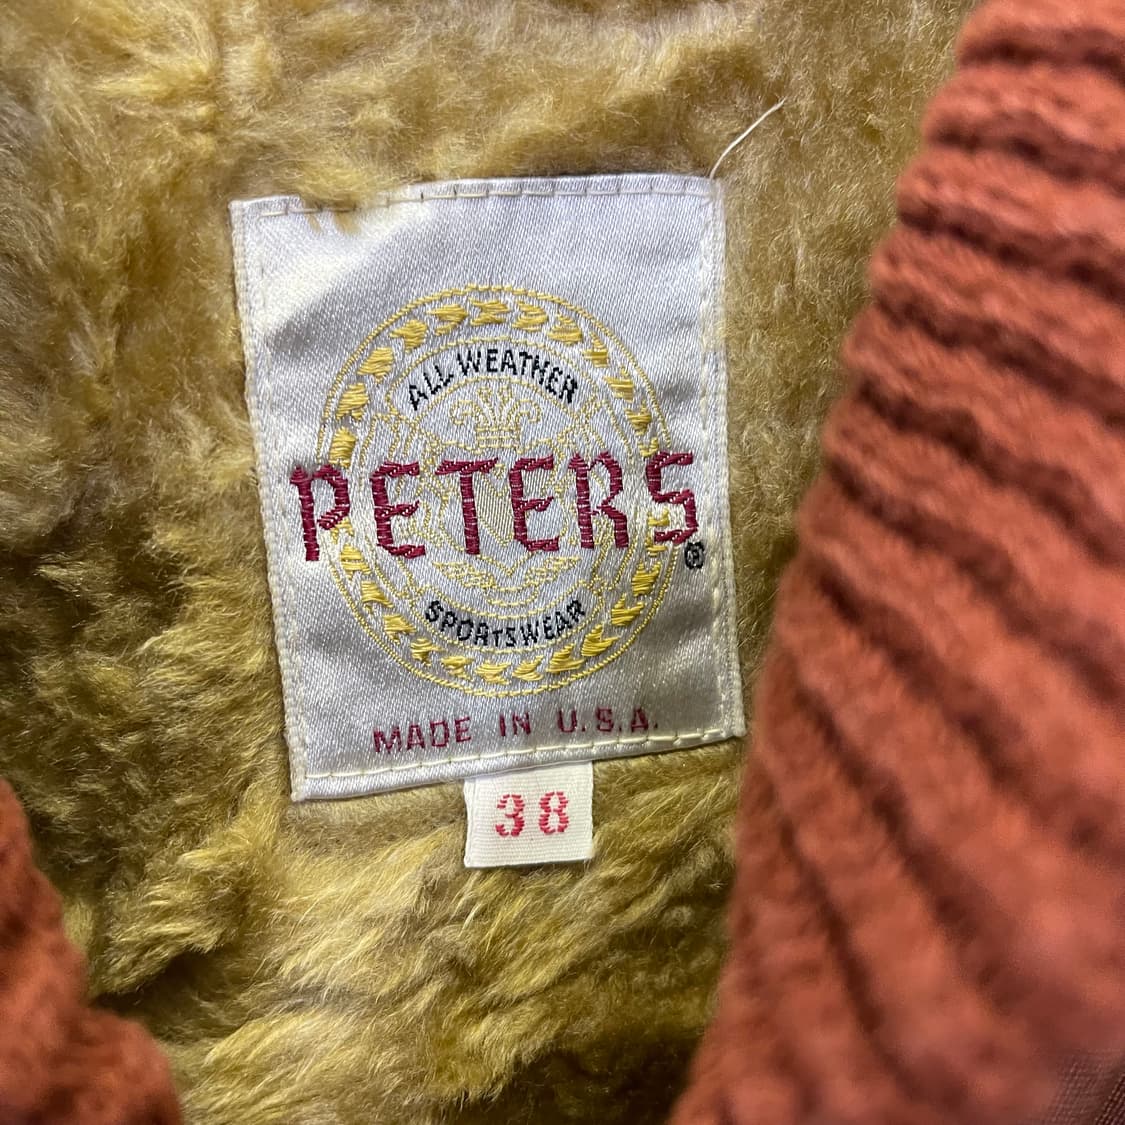 ALL WEATHER
PETERS®
SPORTSWEAR
MADE IN U.S.A.
38